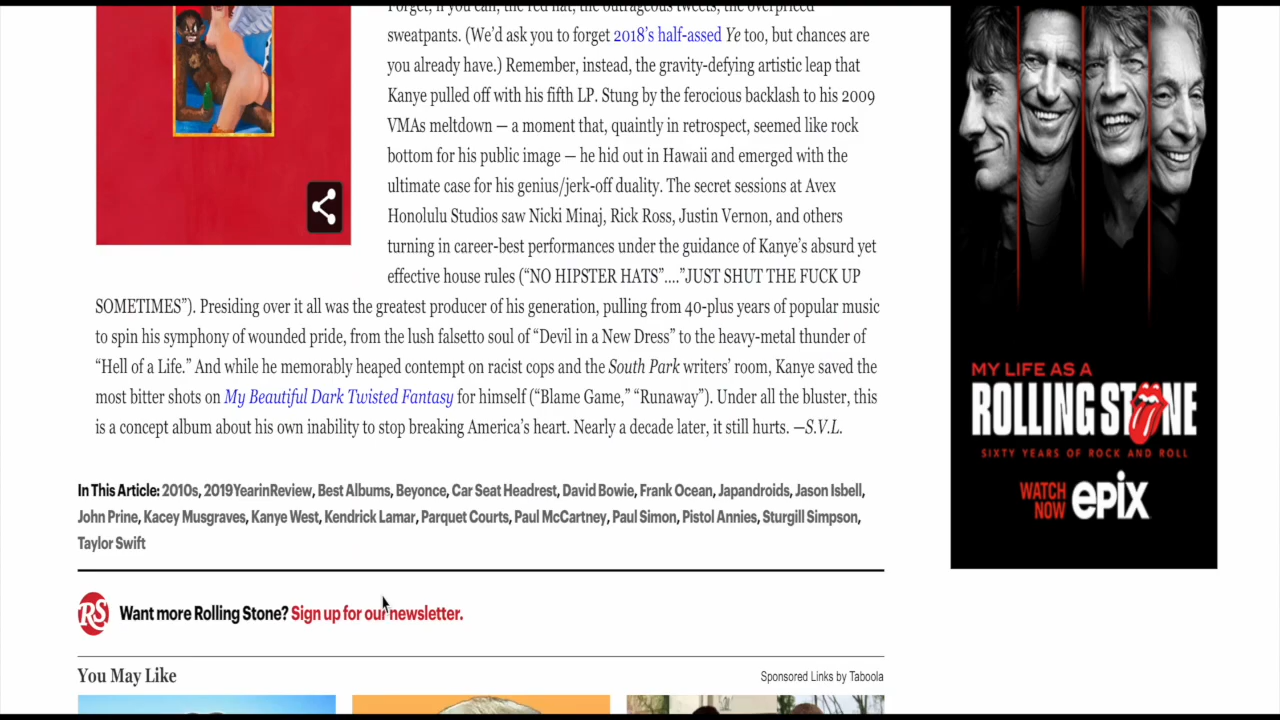 Forget, if you can, the red hat, the outrageous tweets, the overpriced
sweatpants. (We'd ask you to forget 2018's half-assed Ye too, but chances are
you already have.) Remember, instead, the gravity-defying artistic leap that
Kanye pulled off with his fifth LP. Stung by the ferocious backlash to his 2009
VMAs meltdown — a moment that, quaintly in retrospect, seemed like rock
bottom for his public image — he hid out in Hawaii and emerged with the
ultimate case for his genius/jerk-off duality. The secret sessions at Avex
Honolulu Studios saw Nicki Minaj, Rick Ross, Justin Vernon, and others
turning in career-best performances under the guidance of Kanye's absurd yet
effective house rules (“NO HIPSTER HATS”....”JUST SHUT THE FUCK UP
SOMETIMES”). Presiding over it all was the greatest producer of his generation, pulling from 40-plus years of popular music
to spin his symphony of wounded pride, from the lush falsetto soul of “Devil in a New Dress” to the heavy-metal thunder of
“Hell of a Life.” And while he memorably heaped contempt on racist cops and the South Park writers' room, Kanye saved the
most bitter shots on My Beautiful Dark Twisted Fantasy for himself (“Blame Game,” “Runaway”). Under all the bluster, this
is a concept album about his own inability to stop breaking America's heart. Nearly a decade later, it still hurts. —S.V.L.
In This Article: 2010s, 2019YearinReview, Best Albums, Beyonce, Car Seat Headrest, David Bowie, Frank Ocean, Japandroids, Jason Isbell,
John Prine, Kacey Musgraves, Kanye West, Kendrick Lamar, Parquet Courts, Paul McCartney, Paul Simon, Pistol Annies, Sturgill Simpson,
Taylor Swift
RS Want more Rolling Stone? Sign up for our newsletter.
You May Like
Sponsored Links by Taboola
MY LIFE AS A
ROLLING STONE
SIXTY YEARS OF ROCK AND ROLL
WATCH NOW epix